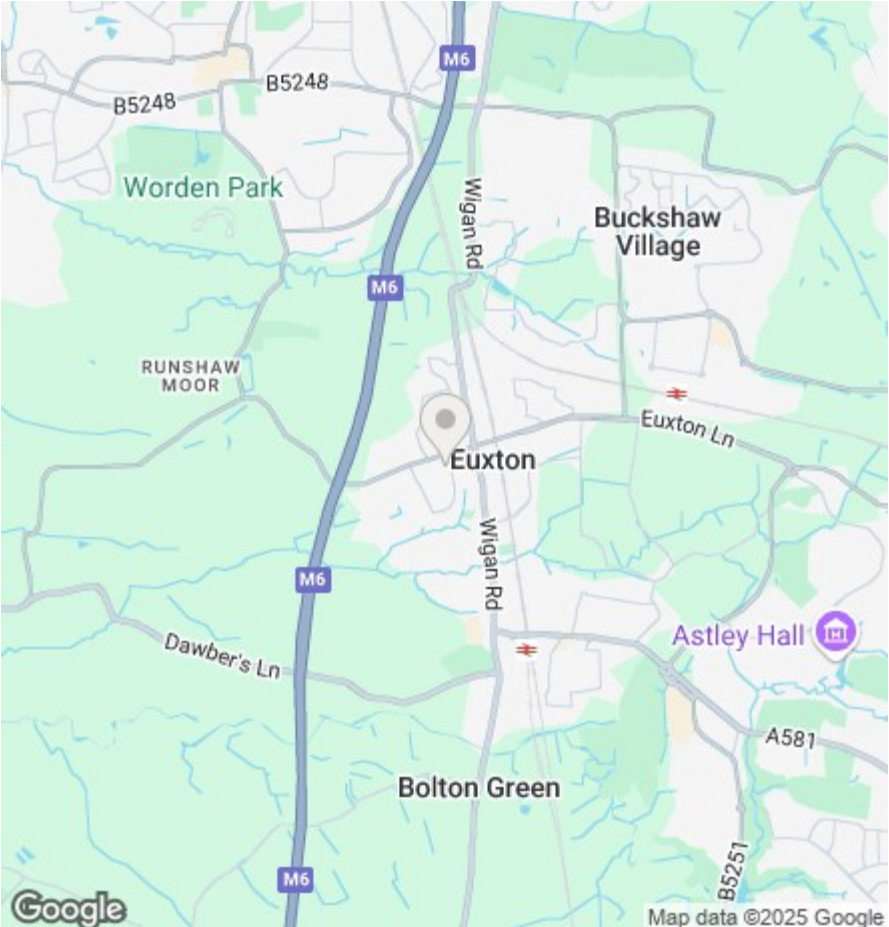 M6
B5248
B5248
Worden Park
Wigan Rd
Buckshaw
Village
M6
RUNSHAW
MOOR
Euxton Ln
Euxton
Wigan Rd
M6
Astley Hall
Dawber's Ln
A581
Bolton Green
B5251
M6
Google
Map data ©2025 Google